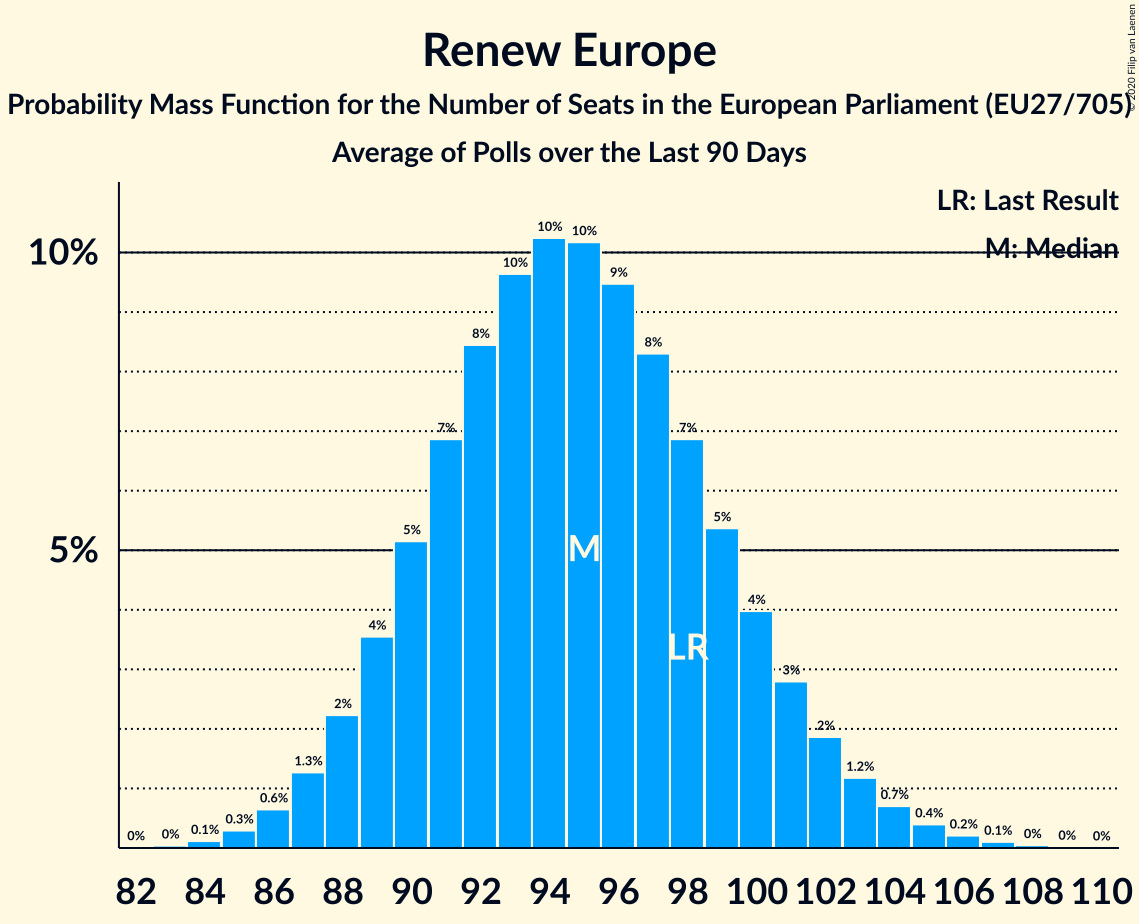 Renew Europe
Probability Mass Function for the Number of Seats in the European Parliament (EU27/705)
Average of Polls over the Last 90 Days
© 2020 Filip van Laenen
LR: Last Result
M: Median
10%
5%
0% 0% 0.1% 0.3% 0.6% 1.3% 2% 4% 5% 7% 8% 10% 10% 10% 9% 8% 7% 5% 4% 3% 2% 1.2% 0.7% 0.4% 0.2% 0.1% 0% 0% 0%
M
LR
82 84 86 88 90 92 94 96 98 100 102 104 106 108 110